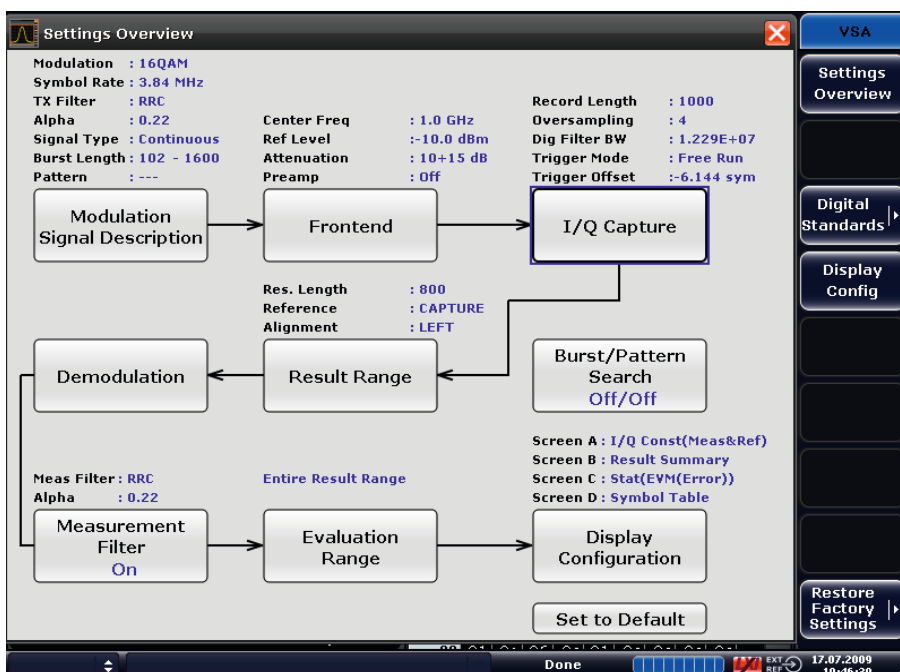 Settings Overview
Modulation : 16QAM
Symbol Rate : 3.84 MHz
TX Filter : RRC
Alpha : 0.22
Signal Type : Continuous
Burst Length : 102 - 1600
Pattern : ---
Center Freq : 1.0 GHz
Ref Level :-10.0 dBm
Attenuation : 10+15 dB
Preamp : Off
Record Length : 1000
Oversampling : 4
Dig Filter BW : 1.229E+07
Trigger Mode : Free Run
Trigger Offset :-6.144 sym
Modulation
Signal Description
Frontend
I/Q Capture
Res. Length : 800
Reference : CAPTURE
Alignment : LEFT
Demodulation
Result Range
Burst/Pattern
Search
Off/Off
Screen A : I/Q Const(Meas&Ref)
Screen B : Result Summary
Screen C : Stat(EVM(Error))
Screen D : Symbol Table
Meas Filter : RRC
Alpha : 0.22
Entire Result Range
Measurement
Filter
On
Evaluation
Range
Display
Configuration
Set to Default
VSA
Settings
Overview
Digital
Standards
Display
Config
Restore
Factory
Settings
Done
LXI
EXT
REF
17.07.2009